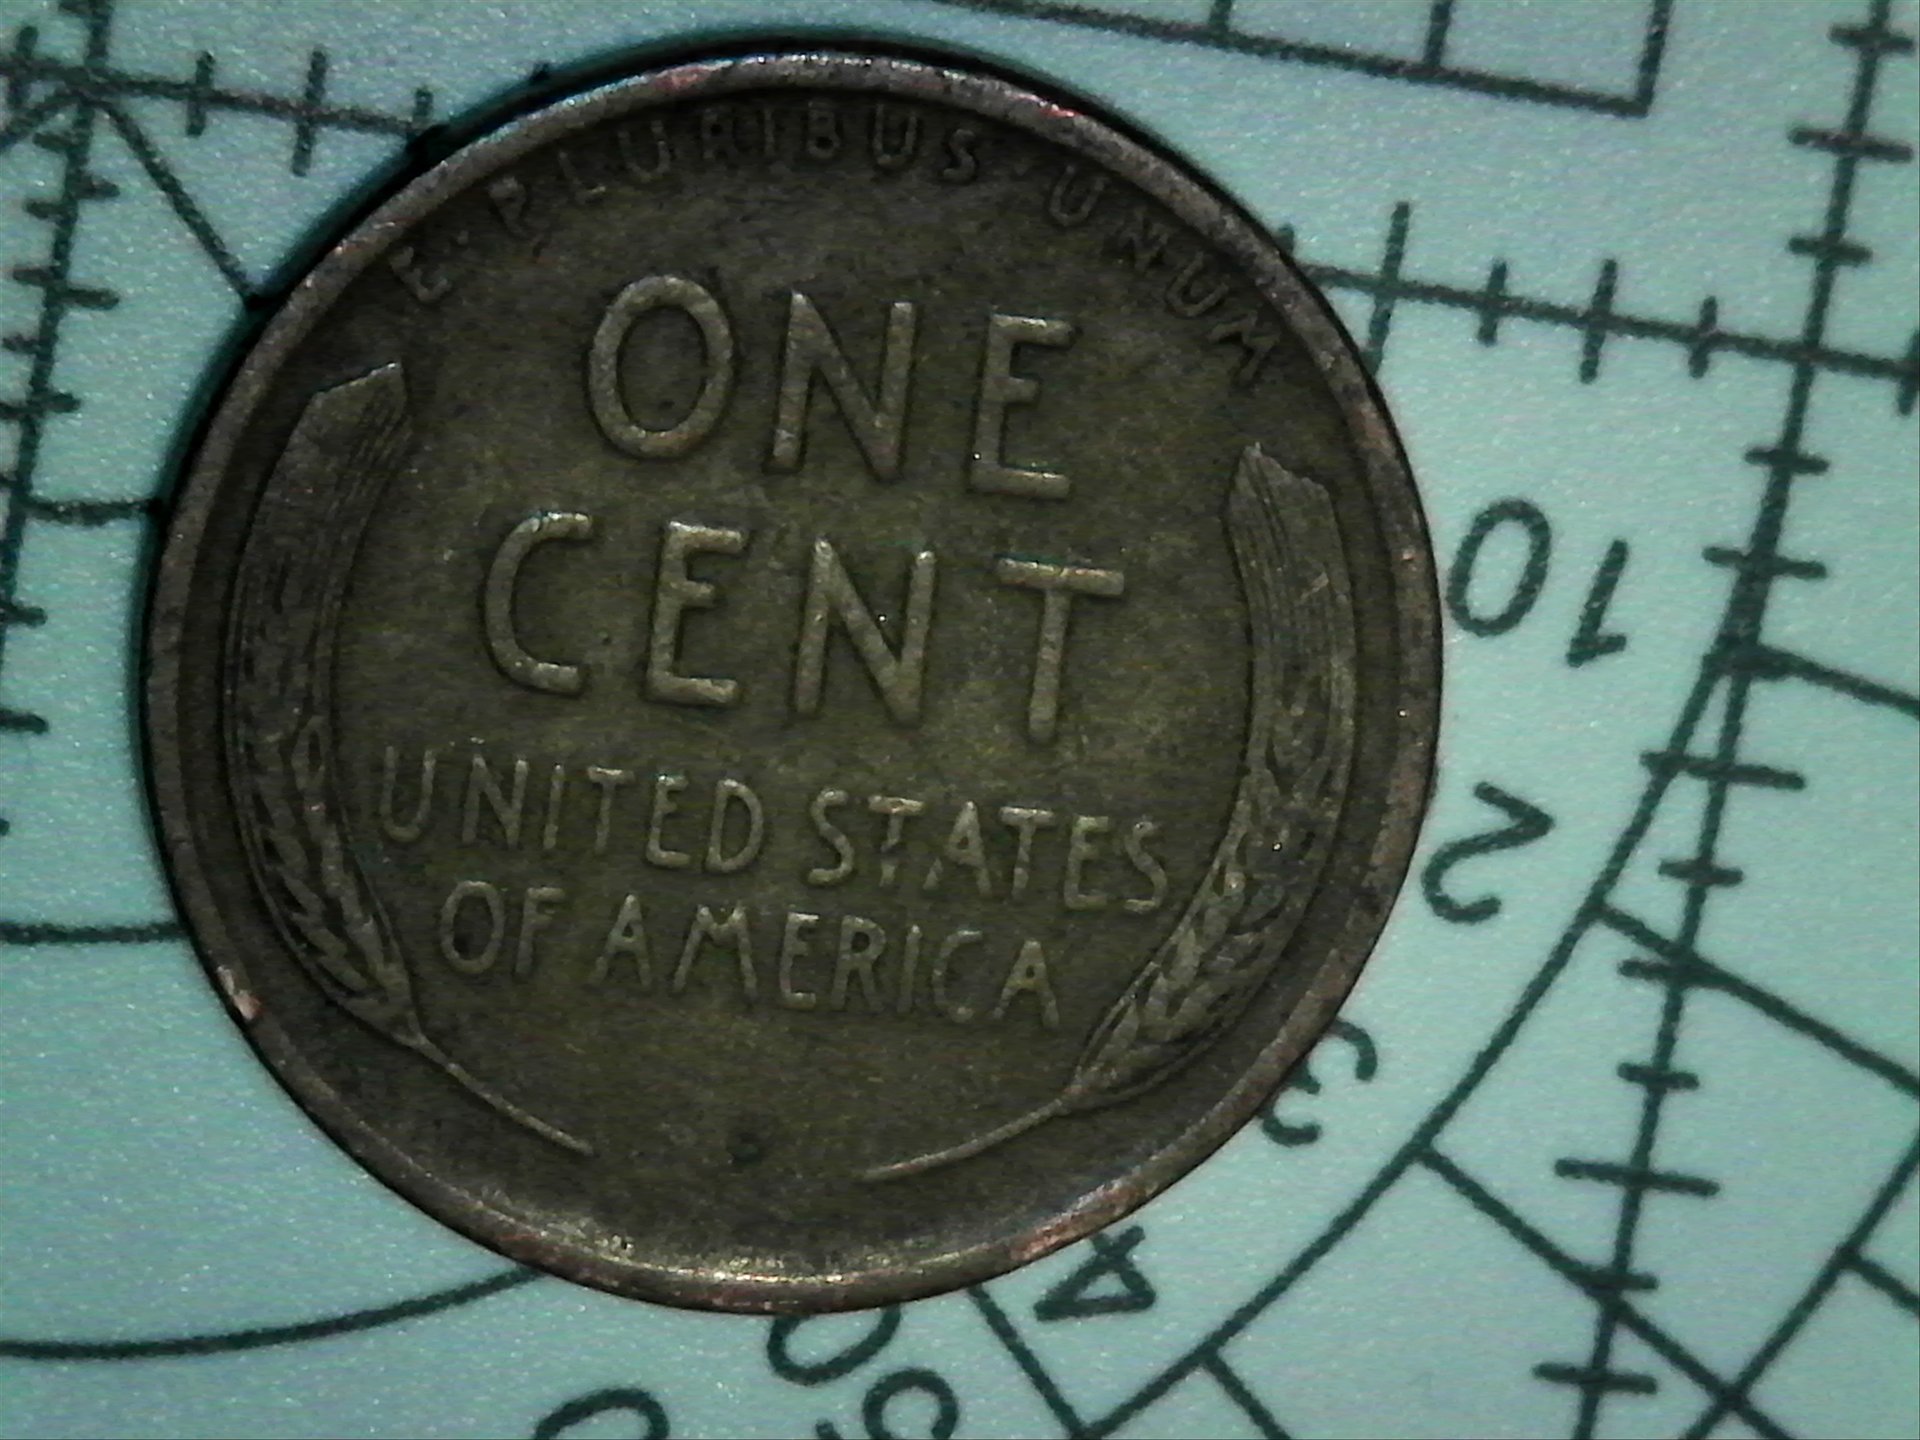 E·PLURIBUS·UNUM
ONE
CENT
UNITED STATES
OF AMERICA
10
2
3
4